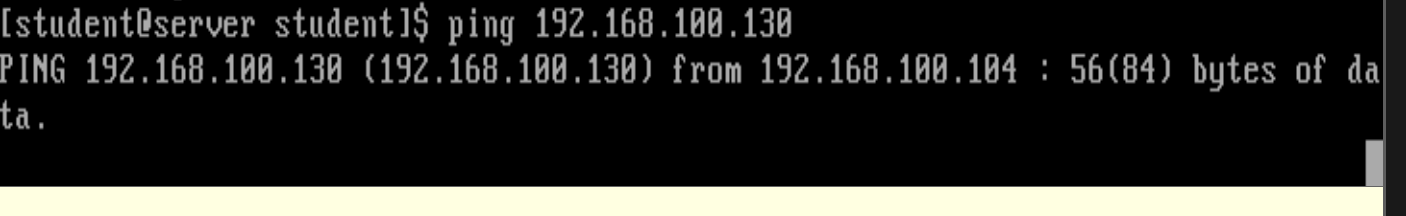 [student@server student]$ ping 192.168.100.130
PING 192.168.100.130 (192.168.100.130) from 192.168.100.104 : 56(84) bytes of da
ta.